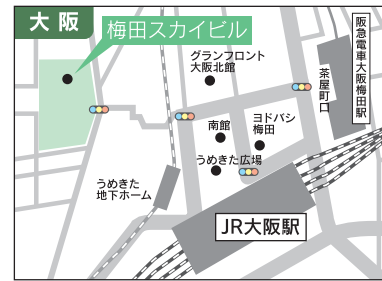 大阪
梅田スカイビル
グランフロント
大阪北館
茶屋町口
阪急電車大阪梅田駅
南館
ヨドバシ
梅田
うめきた広場
うめきた
地下ホーム
JR大阪駅